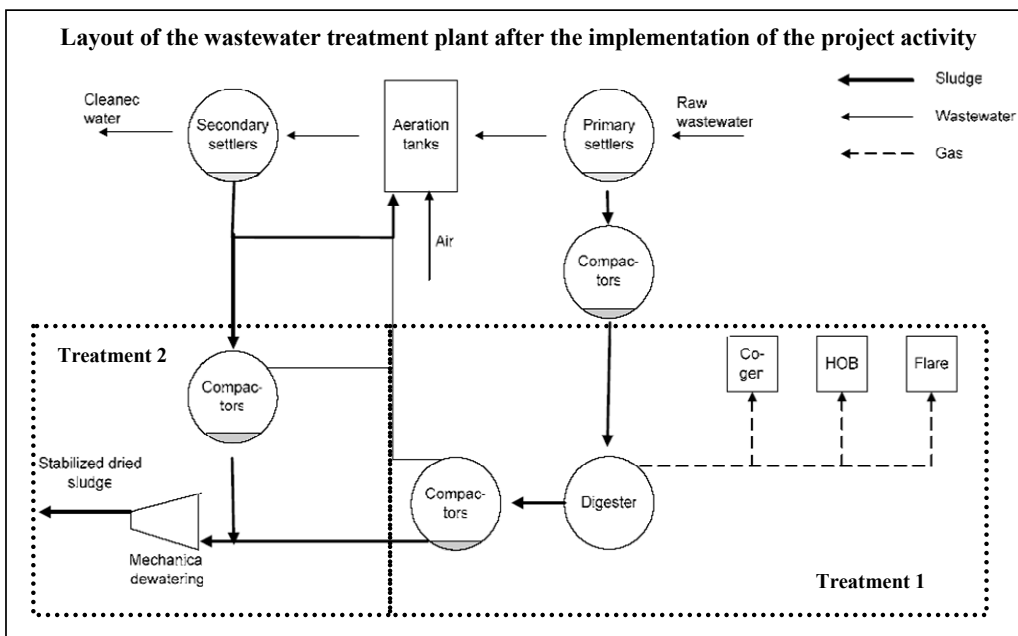 Layout of the wastewater treatment plant after the implementation of the project activity
Cleanec
water
Secondary
settlers
Aeration
tanks
Primary
settlers
Raw
wastewater
Sludge
Wastewater
Gas
Air
Compac-
tors
Treatment 2
Compac-
tors
Co-
ger
HOB
Flare
Stabilized dried
sludge
Compac-
tors
Digester
Mechanica
dewatering
Treatment 1